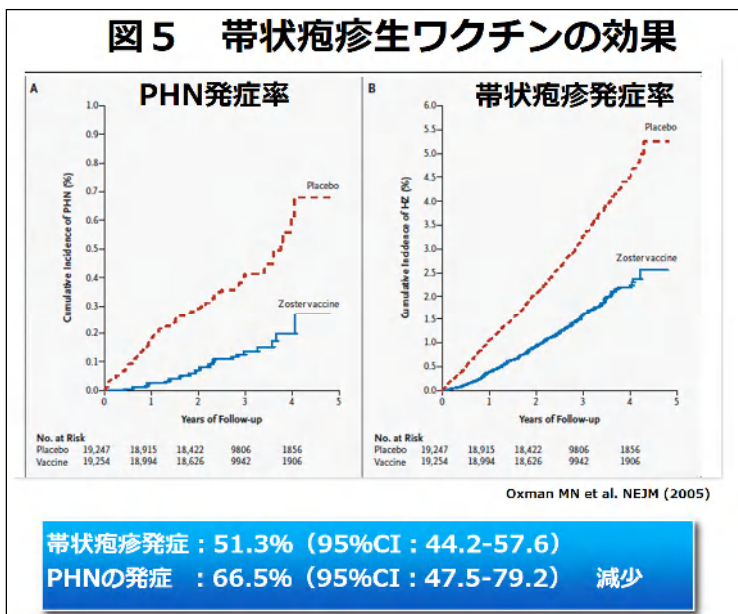 図５　帯状疱疹生ワクチンの効果
A
PHN発症率
1.0
0.9
0.8
0.7
0.6
0.5
0.4
0.3
0.2
0.1
0.0
Cumulative Incidence of PHN (%)
Placebo
Zoster vaccine
0 1 2 3 4 5
Years of Follow-up
No. at Risk
Placebo 19,247 18,915 18,422 9806 1856
Vaccine 19,254 18,994 18,626 9942 1906
B
帯状疱疹発症率
6.0
5.5
5.0
4.5
4.0
3.5
3.0
2.5
2.0
1.5
1.0
0.5
0.0
Cumulative Incidence of HZ (%)
Placebo
Zoster vaccine
0 1 2 3 4 5
Years of Follow-up
No. at Risk
Placebo 19,247 18,915 18,422 9806 1856
Vaccine 19,254 18,994 18,626 9942 1906
Oxman MN et al. NEJM (2005)
帯状疱疹発症：51.3%（95%CI：44.2-57.6）
PHNの発症　：66.5%（95%CI：47.5-79.2）　減少